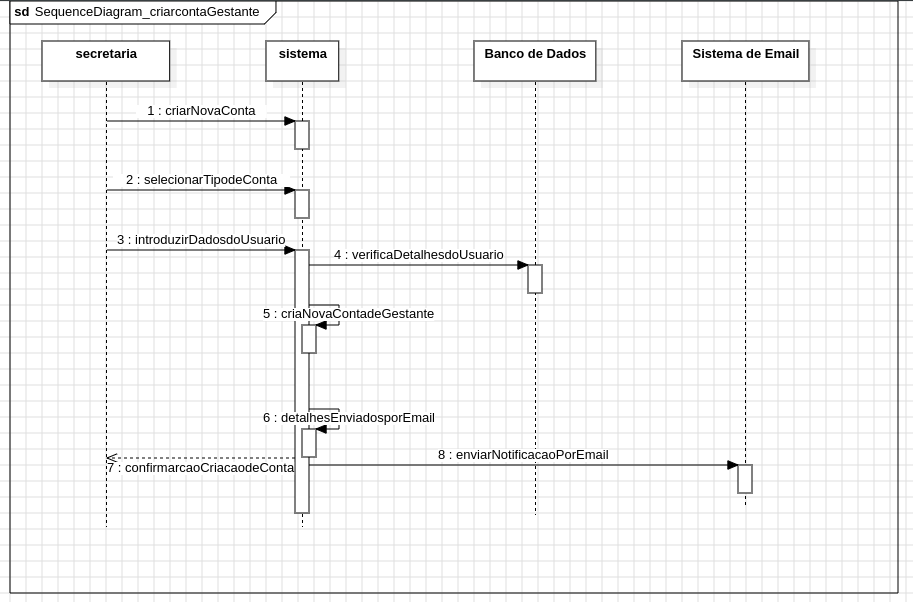 sd SequenceDiagram_criarcontaGestante
secretaria
sistema
Banco de Dados
Sistema de Email
1 : criarNovaConta
2 : selecionarTipodeConta
3 : introduzirDadosdoUsuario
4 : verificaDetalhesdoUsuario
5 : criaNovaContadeGestante
6 : detalhesEnviadosporEmail
8 : enviarNotificacaoPorEmail
7 : confirmarcaoCriacaodeConta